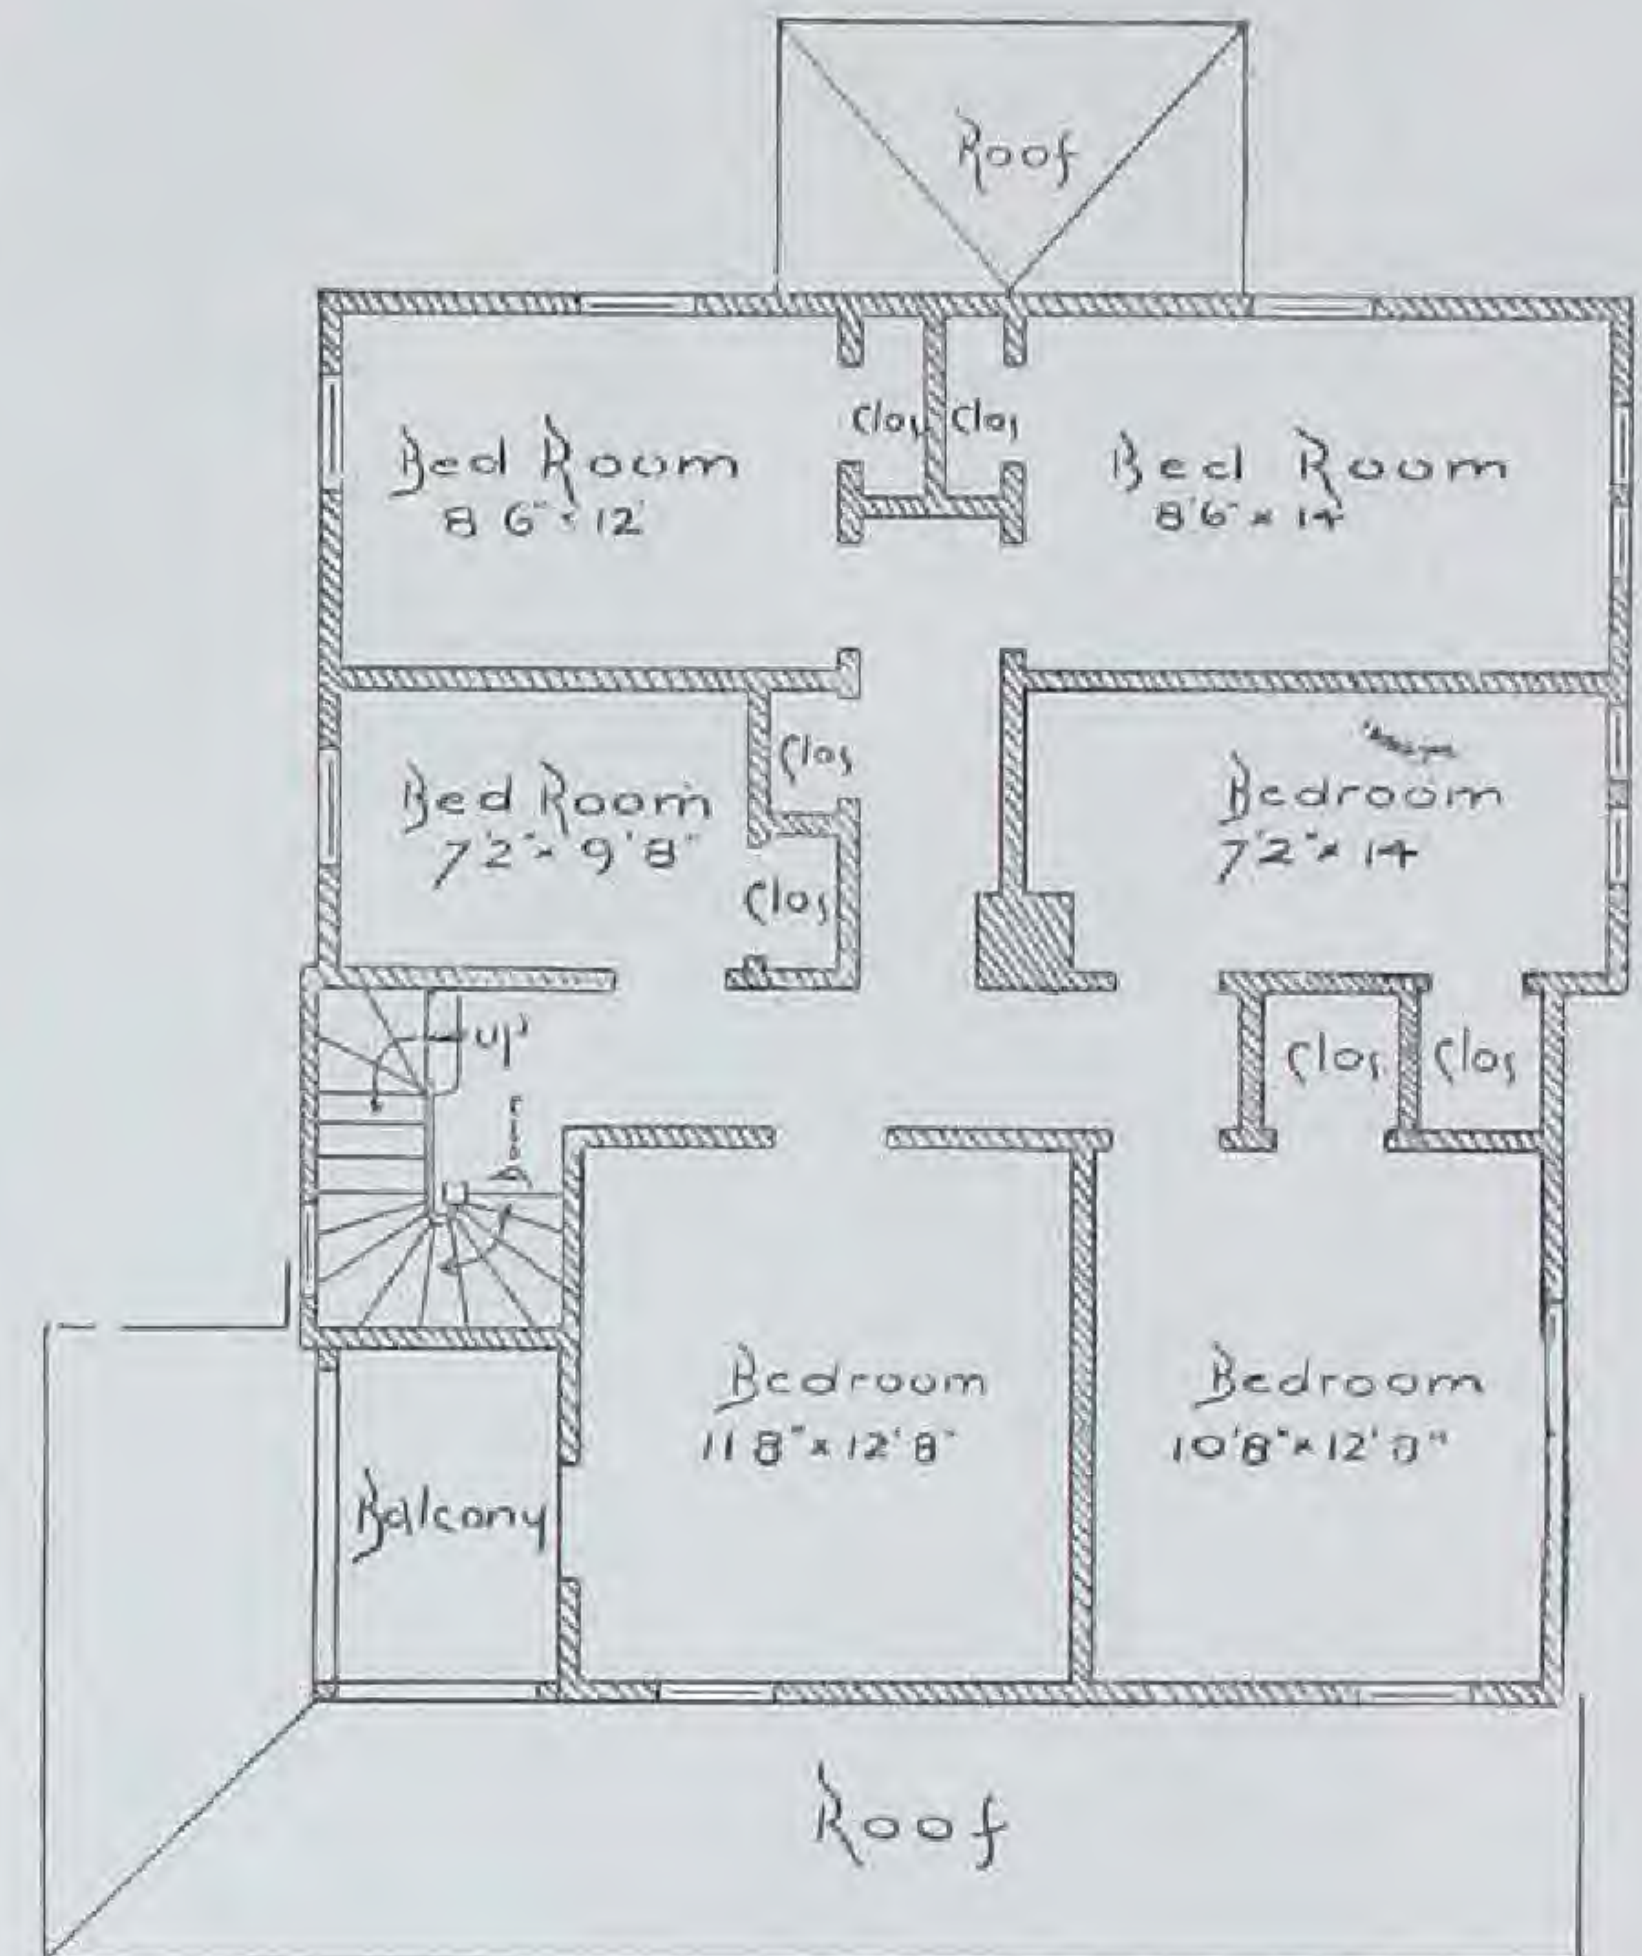 Roof
Clos Clos
Bed Room
8 6" x 12'
Bed Room
8'6" x 14
Clos
Bed Room
7'2" x 9'8"
Bedroom
7'2" x 14
Clos
up
Down
Clos Clos
Bedroom
11 8" x 12'8"
Bedroom
10'8" x 12'8"
Balcony
Roof